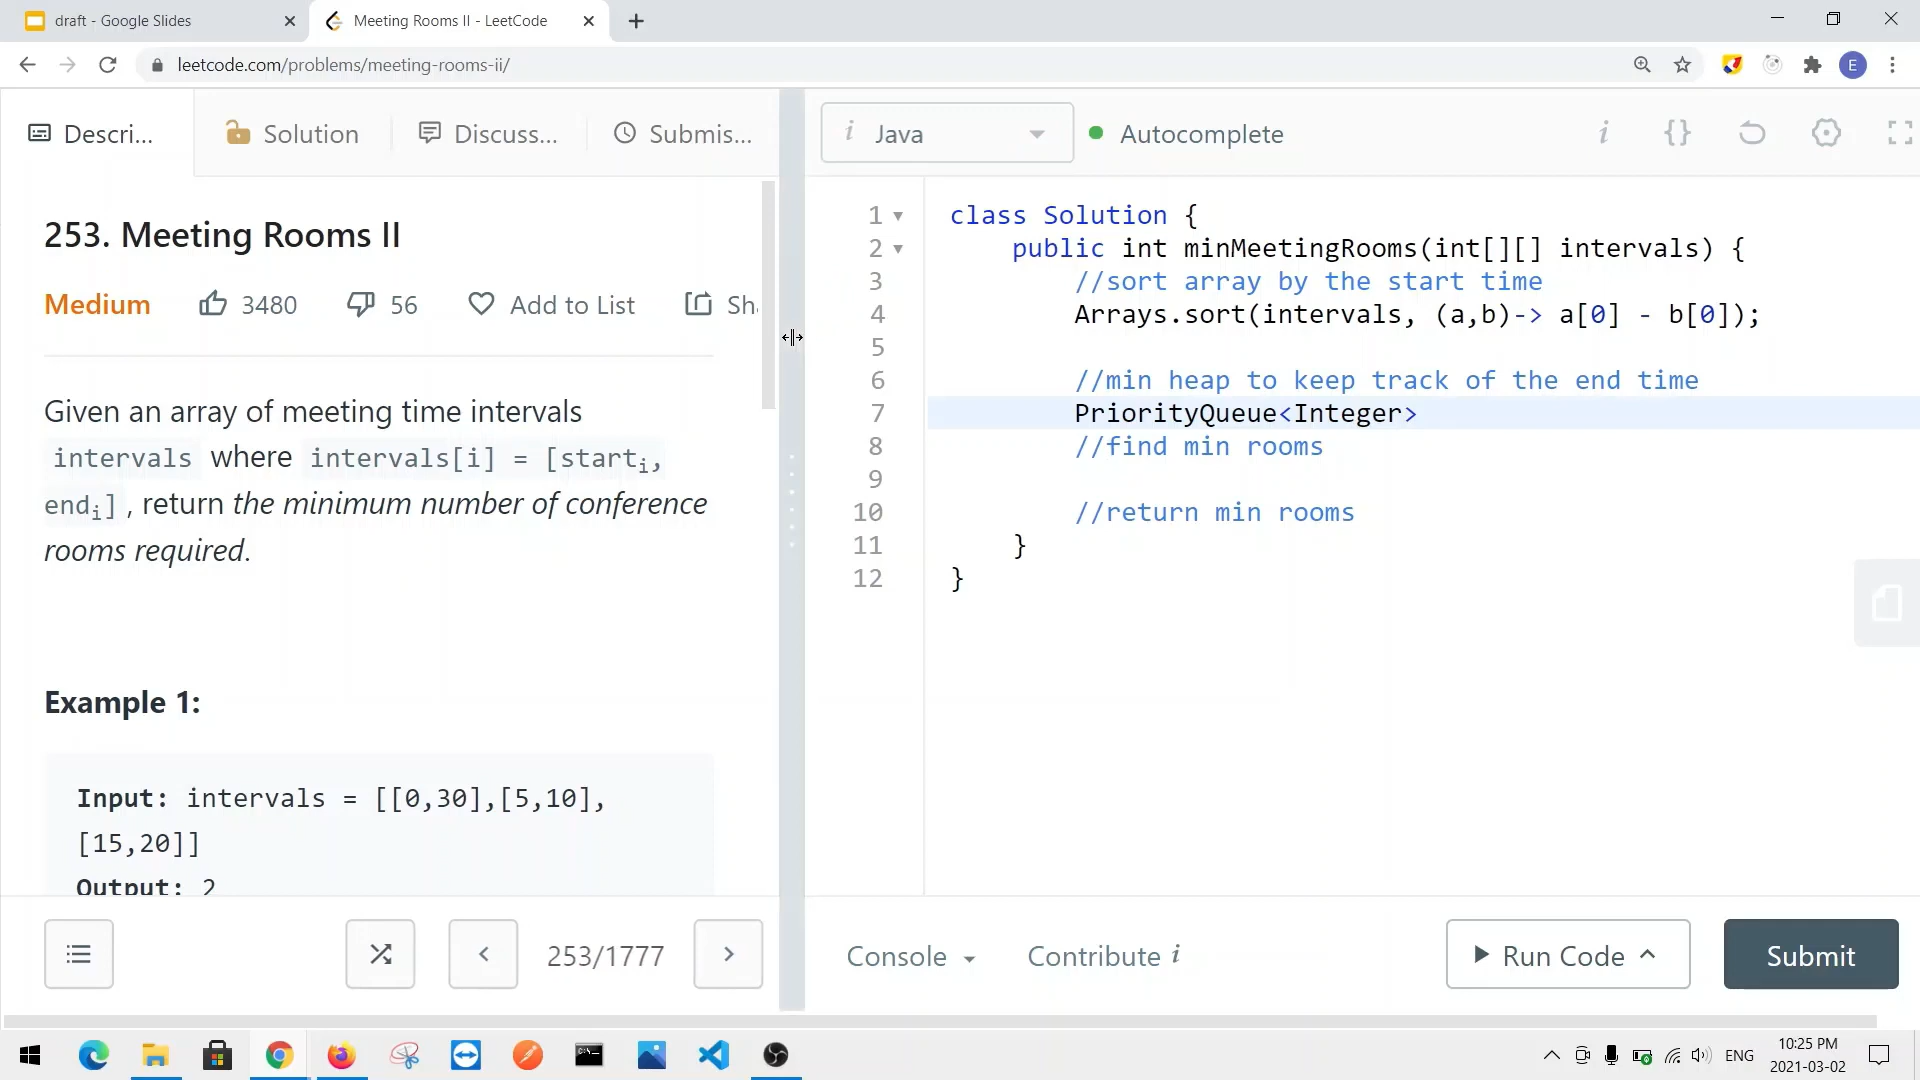 draft - Google Slides
Meeting Rooms II - LeetCode
leetcode.com/problems/meeting-rooms-ii/
E
Descri...
Solution
Discuss...
Submis...
253. Meeting Rooms II
Medium
3480
56
Add to List
Sha
Given an array of meeting time intervals
intervals where intervals[i] = [starti,
endi], return the minimum number of conference
rooms required.
Example 1:
Input: intervals = [[0,30],[5,10],
[15,20]]
Output: 2
253/1777
i Java
Autocomplete
i {}
1 class Solution {
2 public int minMeetingRooms(int[][] intervals) {
3 //sort array by the start time
4 Arrays.sort(intervals, (a,b)-> a[0] - b[0]);
5
6 //min heap to keep track of the end time
7 PriorityQueue<Integer>
8 //find min rooms
9
10 //return min rooms
11 }
12 }
Console
Contribute i
Run Code
Submit
ENG
10:25 PM
2021-03-02